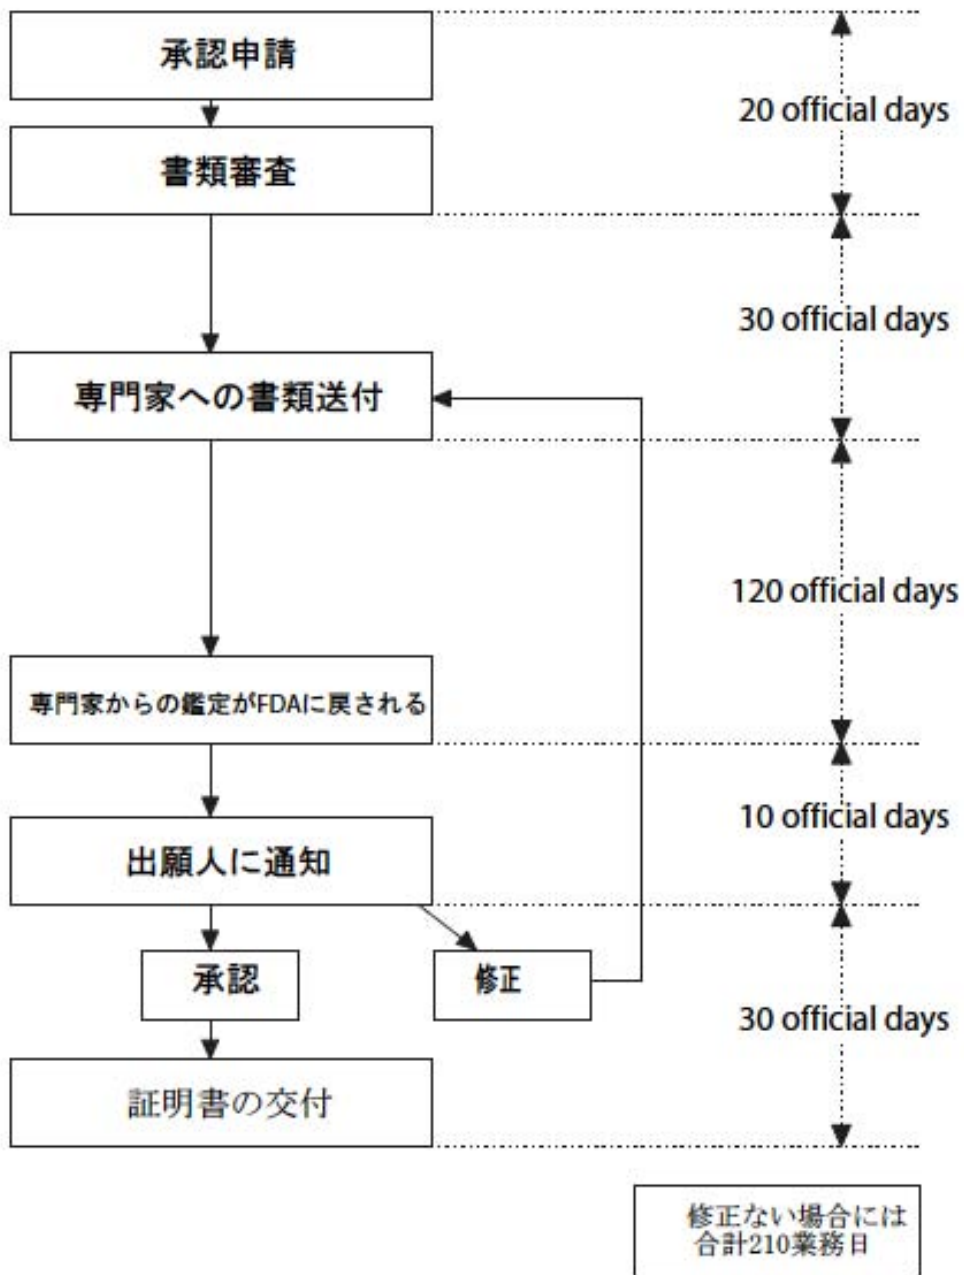 承認申請
20 official days
書類審査
30 official days
専門家への書類送付
120 official days
専門家からの鑑定がFDAに戻される
10 official days
出願人に通知
承認
修正
30 official days
証明書の交付
修正ない場合には
合計210業務日